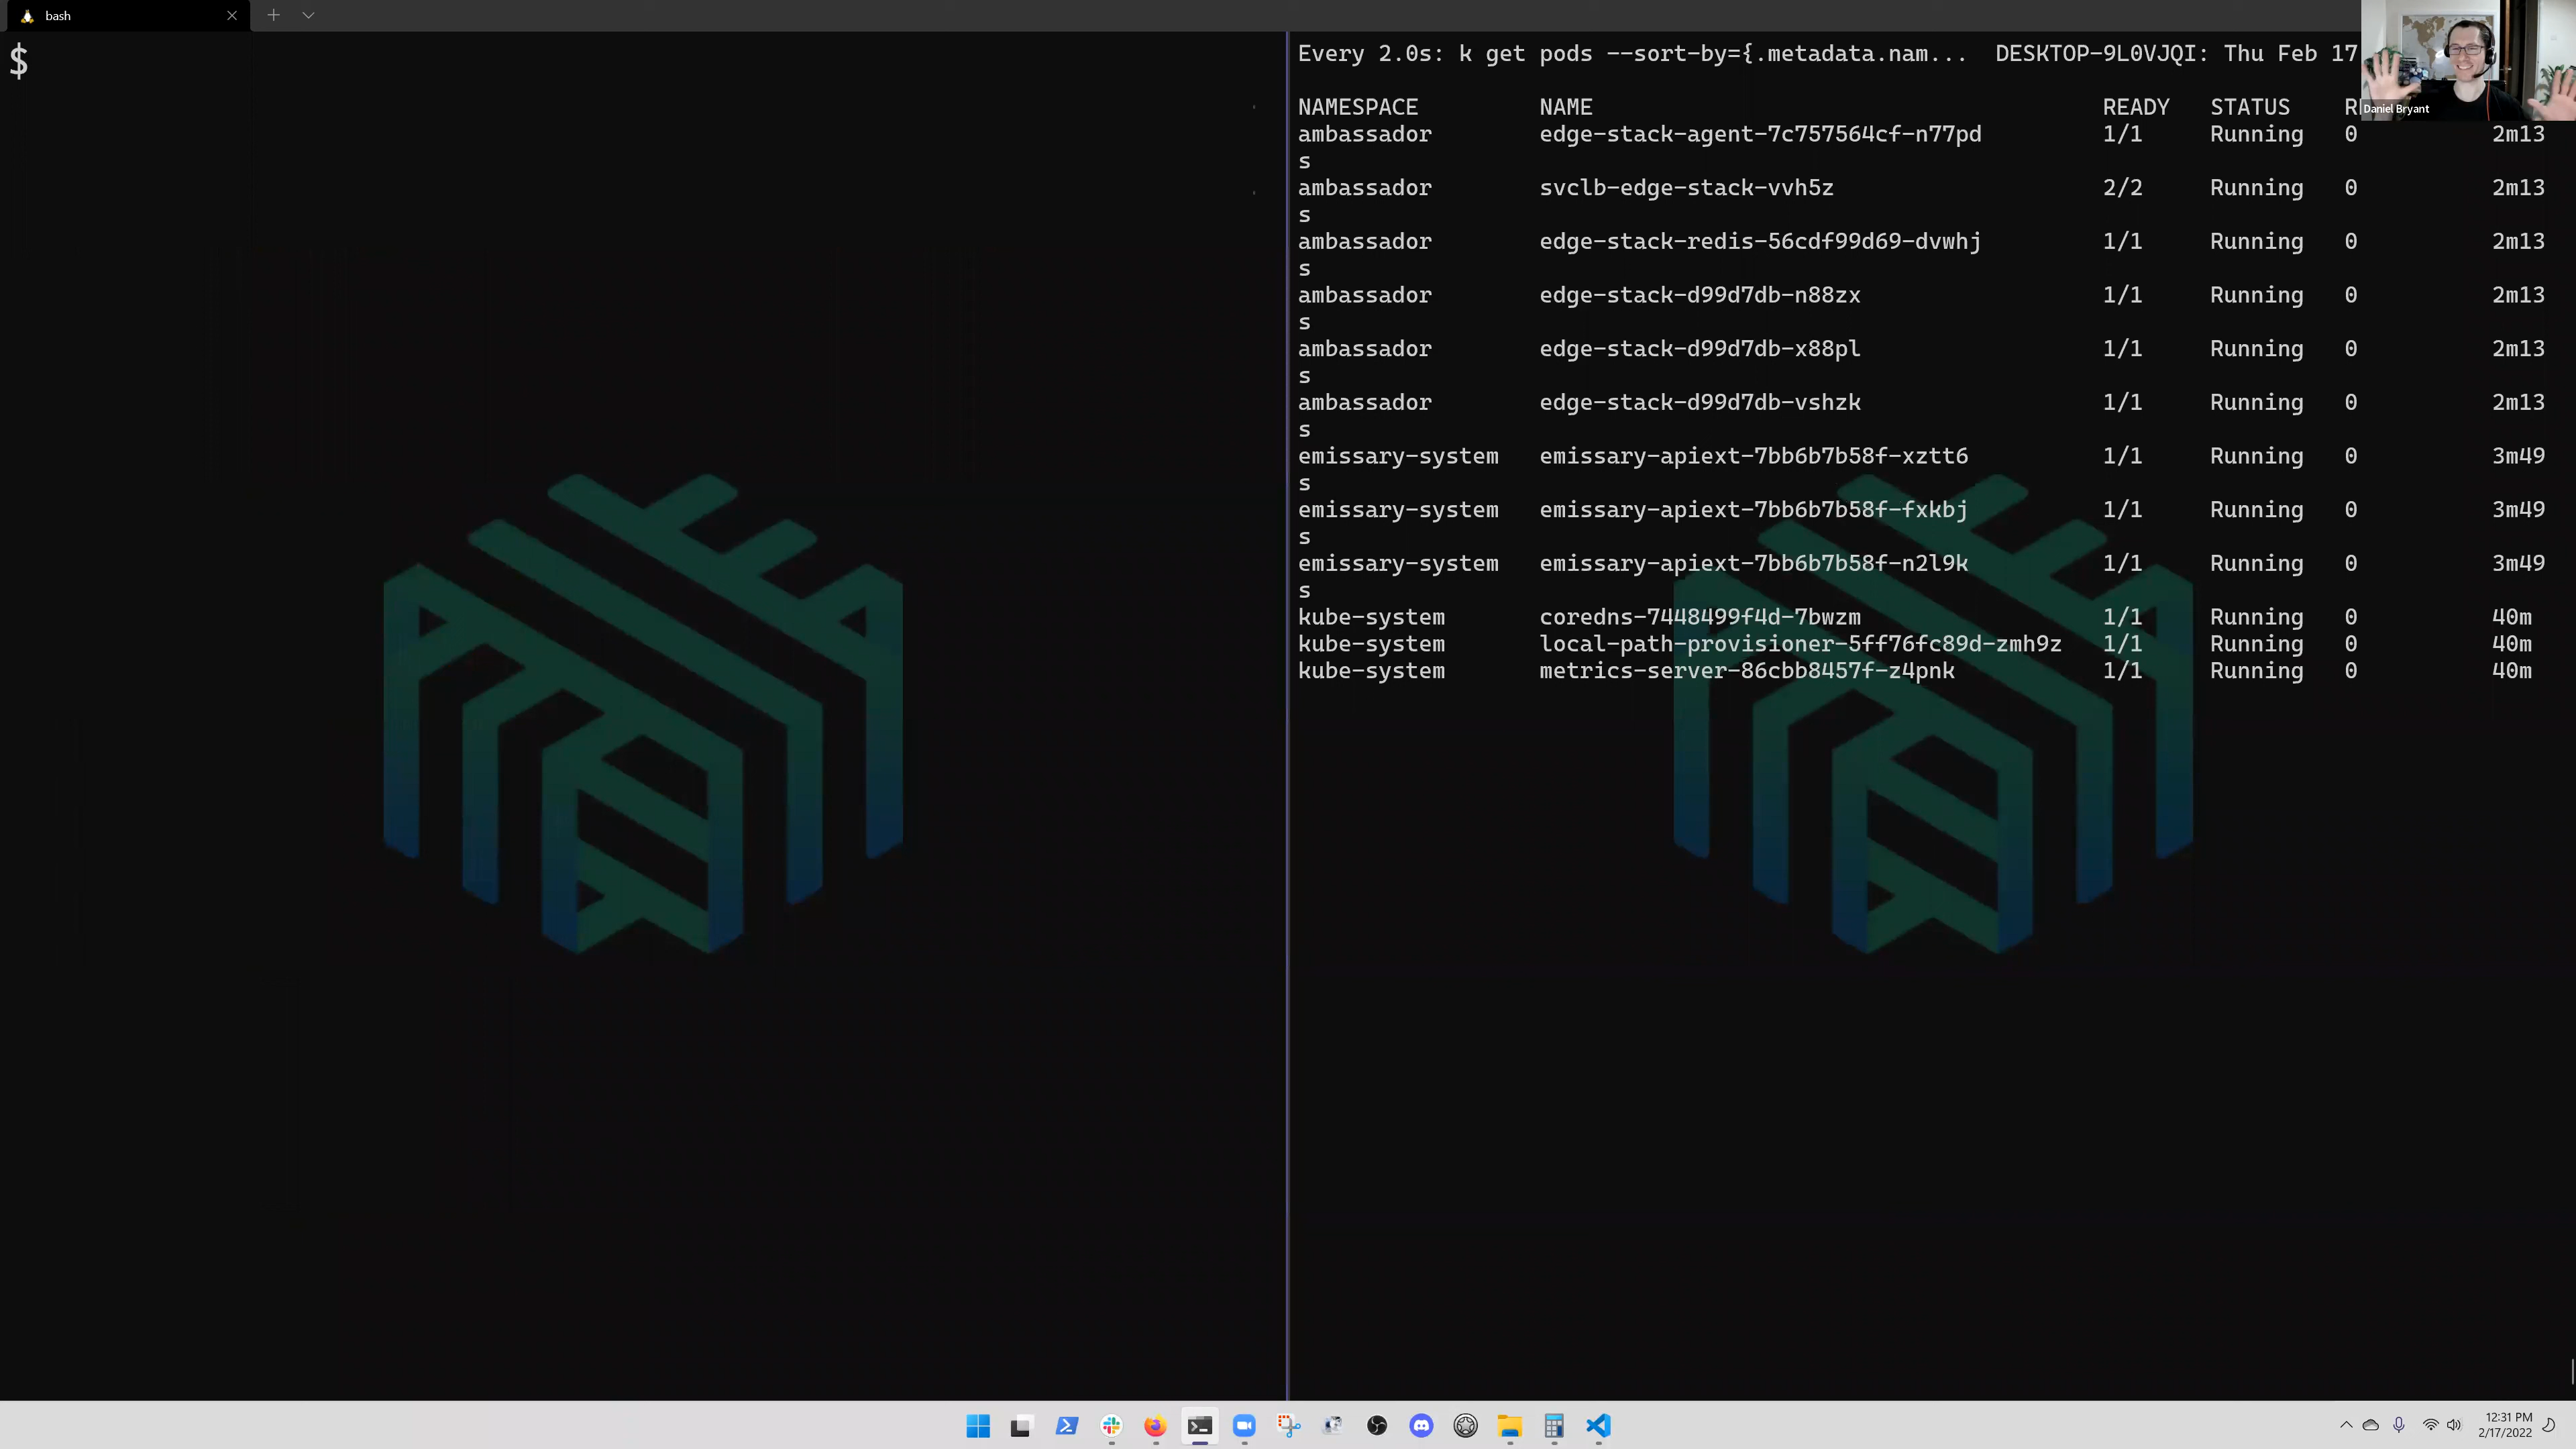 bash
$
Every 2.0s: k get pods --sort-by={.metadata.nam... DESKTOP-9L0VJQI: Thu Feb 17
Daniel Bryant
NAMESPACE NAME READY STATUS
ambassador edge-stack-agent-7c757564cf-n77pd 1/1 Running 0 2m13
s
ambassador svclb-edge-stack-vvh5z 2/2 Running 0 2m13
s
ambassador edge-stack-redis-56cdf99d69-dvwhj 1/1 Running 0 2m13
s
ambassador edge-stack-d99d7db-n88zx 1/1 Running 0 2m13
s
ambassador edge-stack-d99d7db-x88pl 1/1 Running 0 2m13
s
ambassador edge-stack-d99d7db-vshzk 1/1 Running 0 2m13
s
emissary-system emissary-apiext-7bb6b7b58f-xztt6 1/1 Running 0 3m49
s
emissary-system emissary-apiext-7bb6b7b58f-fxkbj 1/1 Running 0 3m49
s
emissary-system emissary-apiext-7bb6b7b58f-n2l9k 1/1 Running 0 3m49
s
kube-system coredns-7448499f4d-7bwzm 1/1 Running 0 40m
kube-system local-path-provisioner-5ff76fc89d-zmh9z 1/1 Running 0 40m
kube-system metrics-server-86cbb8457f-z4pnk 1/1 Running 0 40m
12:31 PM
2/17/2022